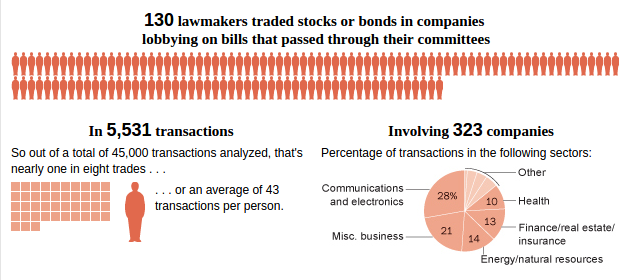 130 lawmakers traded stocks or bonds in companies
lobbying on bills that passed through their committees
In 5,531 transactions
So out of a total of 45,000 transactions analyzed, that's
nearly one in eight trades . . .
. . . or an average of 43
transactions per person.
Involving 323 companies
Percentage of transactions in the following sectors:
Other
Communications
and electronics
28%
10
Health
13
Finance/real estate/
insurance
Misc. business
21
14
Energy/natural resources